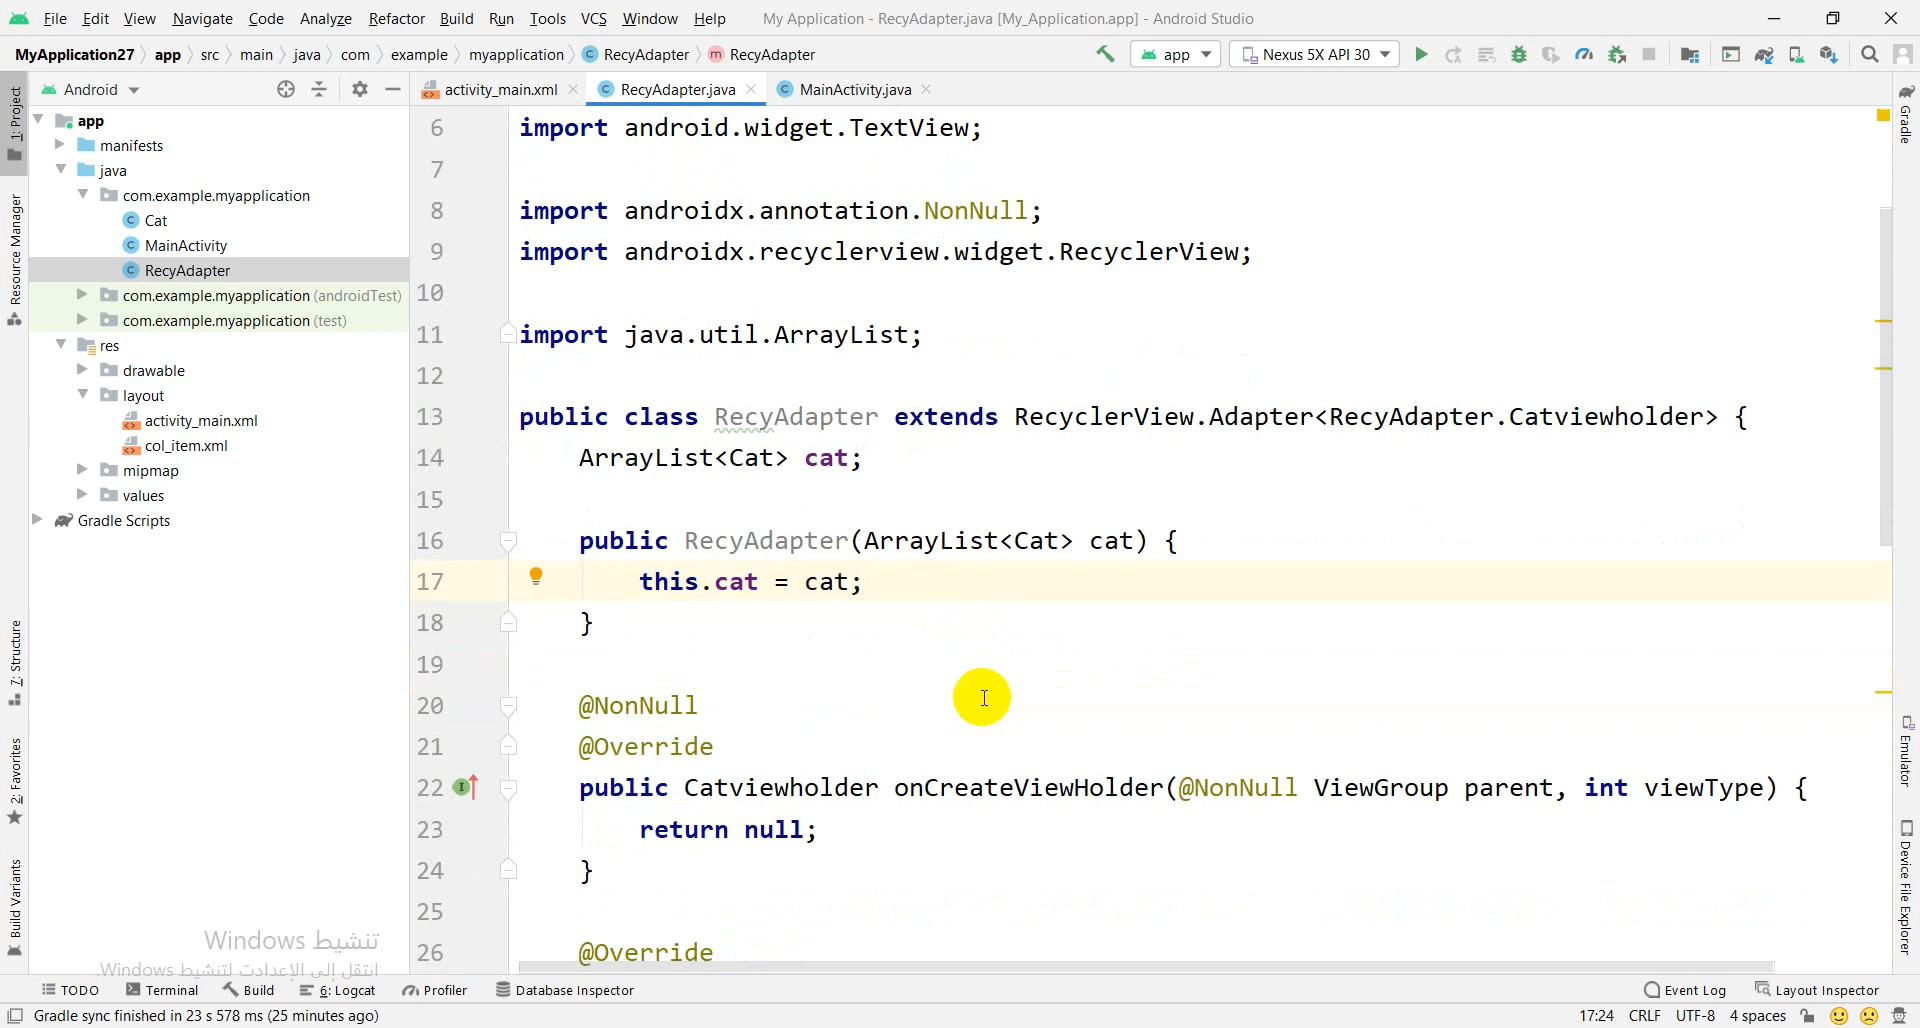 File Edit View Navigate Code Analyze Refactor Build Run Tools VCS Window Help My Application - RecyAdapter.java [My_Application.app] - Android Studio
MyApplication27 app src main java com example myapplication RecyAdapter RecyAdapter app Nexus 5X API 30
Android
activity_main.xml RecyAdapter.java MainActivity.java
1: Project
Resource Manager
7: Structure
2: Favorites
Build Variants
app
manifests
java
com.example.myapplication
Cat
MainActivity
RecyAdapter
com.example.myapplication (androidTest)
com.example.myapplication (test)
res
drawable
layout
activity_main.xml
col_item.xml
mipmap
values
Gradle Scripts
6 import android.widget.TextView;
7
8 import androidx.annotation.NonNull;
9 import androidx.recyclerview.widget.RecyclerView;
10
11 import java.util.ArrayList;
12
13 public class RecyAdapter extends RecyclerView.Adapter<RecyAdapter.Catviewholder> {
14 ArrayList<Cat> cat;
15
16 public RecyAdapter(ArrayList<Cat> cat) {
17 this.cat = cat;
18 }
19
20 @NonNull
21 @Override
22 public Catviewholder onCreateViewHolder(@NonNull ViewGroup parent, int viewType) {
23 return null;
24 }
25
26 @Override
Gradle
Emulator
Device File Explorer
تنشيط Windows
انتقل إلى الإعدادت لتنشيط Windows.
TODO Terminal Build 6: Logcat Profiler Database Inspector Event Log Layout Inspector
Gradle sync finished in 23 s 578 ms (25 minutes ago) 17:24 CRLF UTF-8 4 spaces